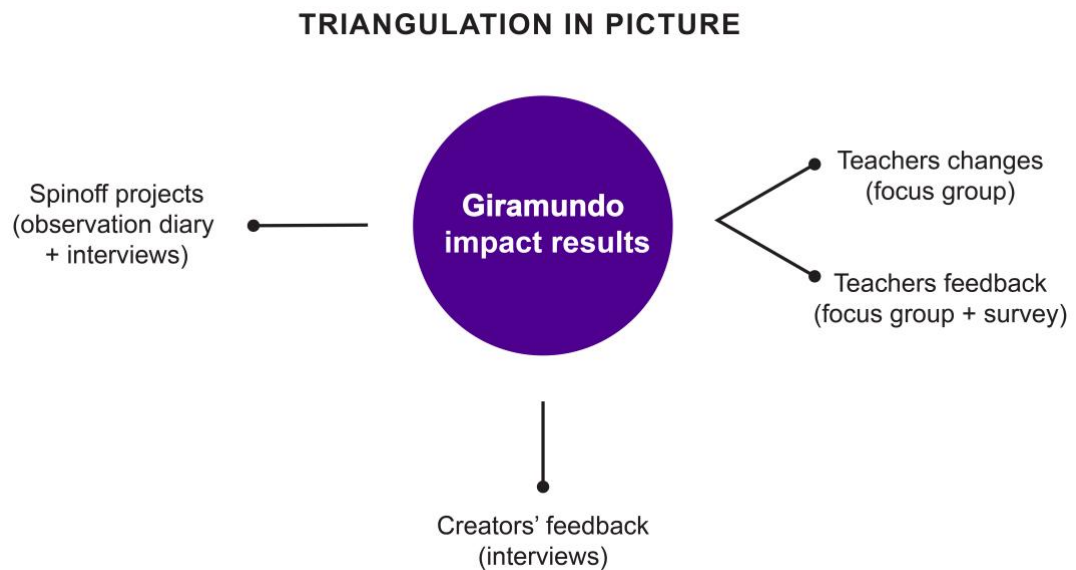 TRIANGULATION IN PICTURE
Spinoff projects
(observation diary
+ interviews)
Giramundo
impact results
Teachers changes
(focus group)
Teachers feedback
(focus group + survey)
Creators’ feedback
(interviews)